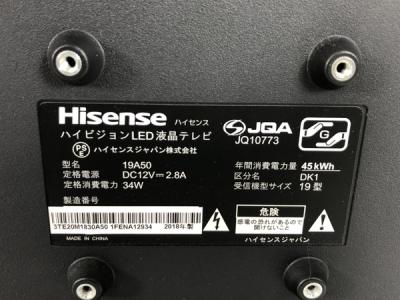 Hisense ハイセンス
ハイビジョンLED液晶テレビ
PS
E
ハイセンスジャパン株式会社
JQA
JQ10773
G
型名 19A50
定格電源 DC12V⎓2.8A
定格消費電力 34W
製造番号
年間消費電力量 45kWh
区分名 DK1
受信機型サイズ 19型
3TE20M1830A50 1FENA12934 2018年製
MADE IN CHINA
危険
感電の恐れがあるので
開けないこと
ハイセンスジャパン